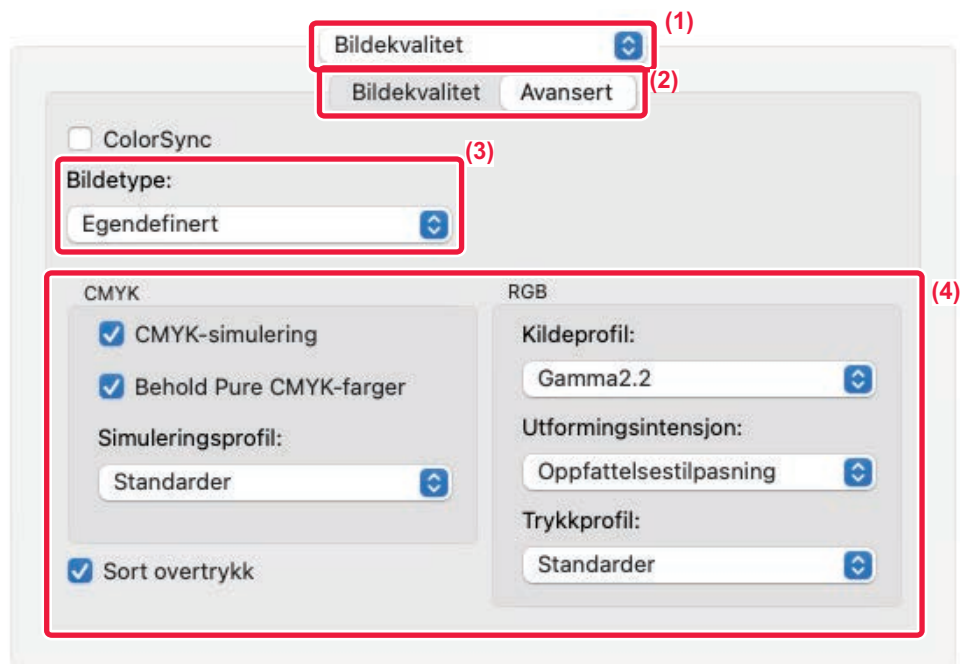 (1)
Bildekvalitet
(2)
Bildekvalitet Avansert
ColorSync
(3)
Bildetype:
Egendefinert
(4)
CMYK
CMYK-simulering
Behold Pure CMYK-farger
Simuleringsprofil:
Standarder
Sort overtrykk
RGB
Kildeprofil:
Gamma2.2
Utformingsintensjon:
Oppfattelsestilpasning
Trykkprofil:
Standarder